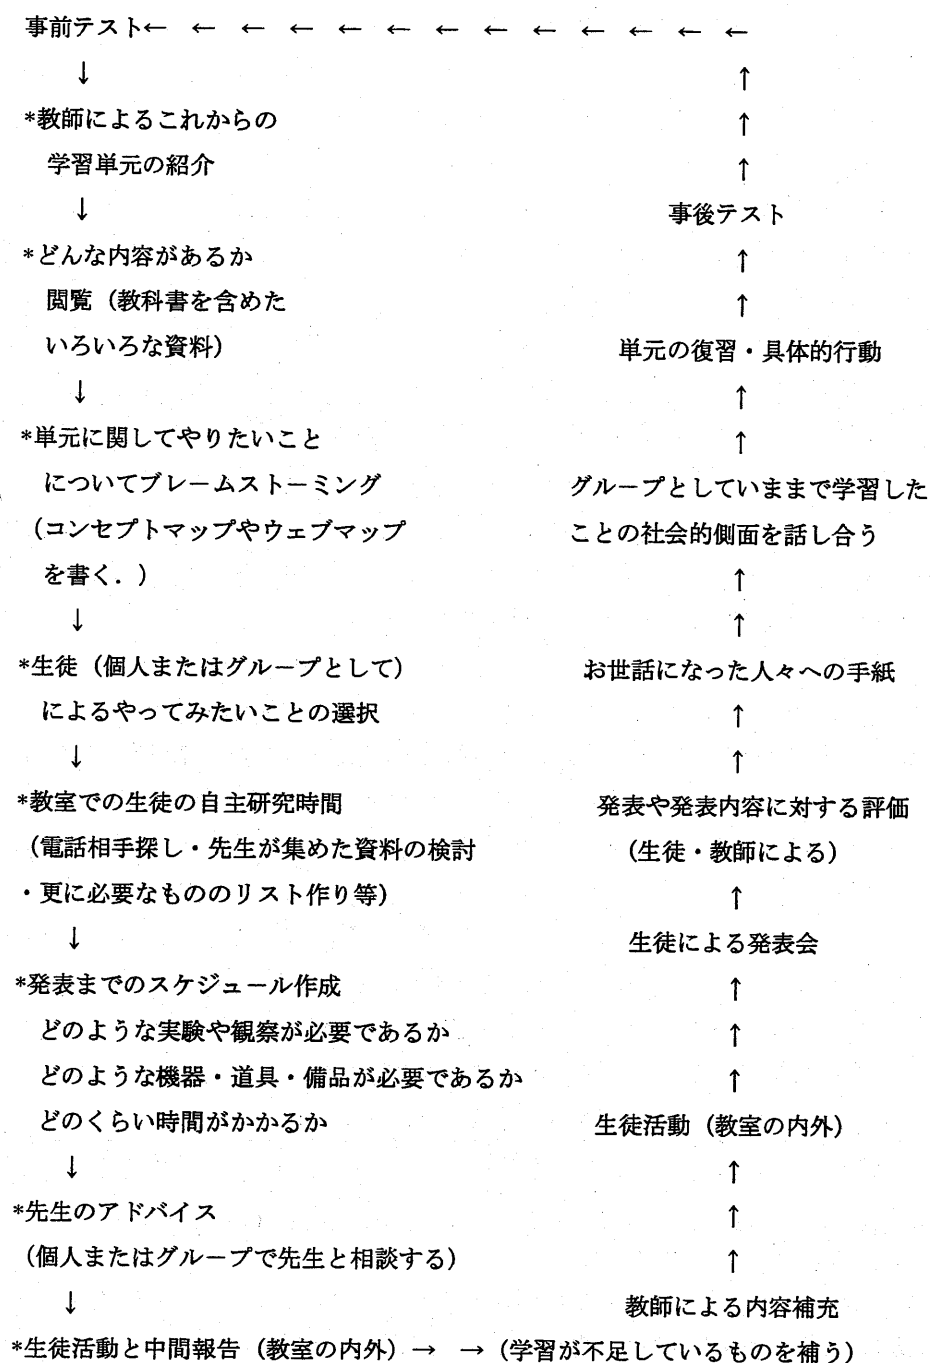 事前テスト← ← ← ← ← ← ← ← ← ← ← ← ←
↓
*教師によるこれからの
学習単元の紹介
↓
*どんな内容があるか
閲覧(教科書を含めた
いろいろな資料)
↓
*単元に関してやりたいこと
についてブレームストーミング
(コンセプトマップやウェブマップ
を書く.)
↓
*生徒(個人またはグループとして)
によるやってみたいことの選択
↓
*教室での生徒の自主研究時間
(電話相手探し・先生が集めた資料の検討
・更に必要なもののリスト作り等)
↓
*発表までのスケジュール作成
どのような実験や観察が必要であるか
どのような機器・道具・備品が必要であるか
どのくらい時間がかかるか
↓
*先生のアドバイス
(個人またはグループで先生と相談する)
↓
*生徒活動と中間報告(教室の内外)→ →(学習が不足しているものを補う)
教師による内容補充
↑
↑
↑
生徒活動(教室の内外)
↑
↑
↑
生徒による発表会
↑
発表や発表内容に対する評価
(生徒・教師による)
↑
↑
お世話になった人々への手紙
↑
↑
グループとしていままで学習した
ことの社会的側面を話し合う
↑
↑
単元の復習・具体的行動
↑
↑
事後テスト
↑
↑
↑